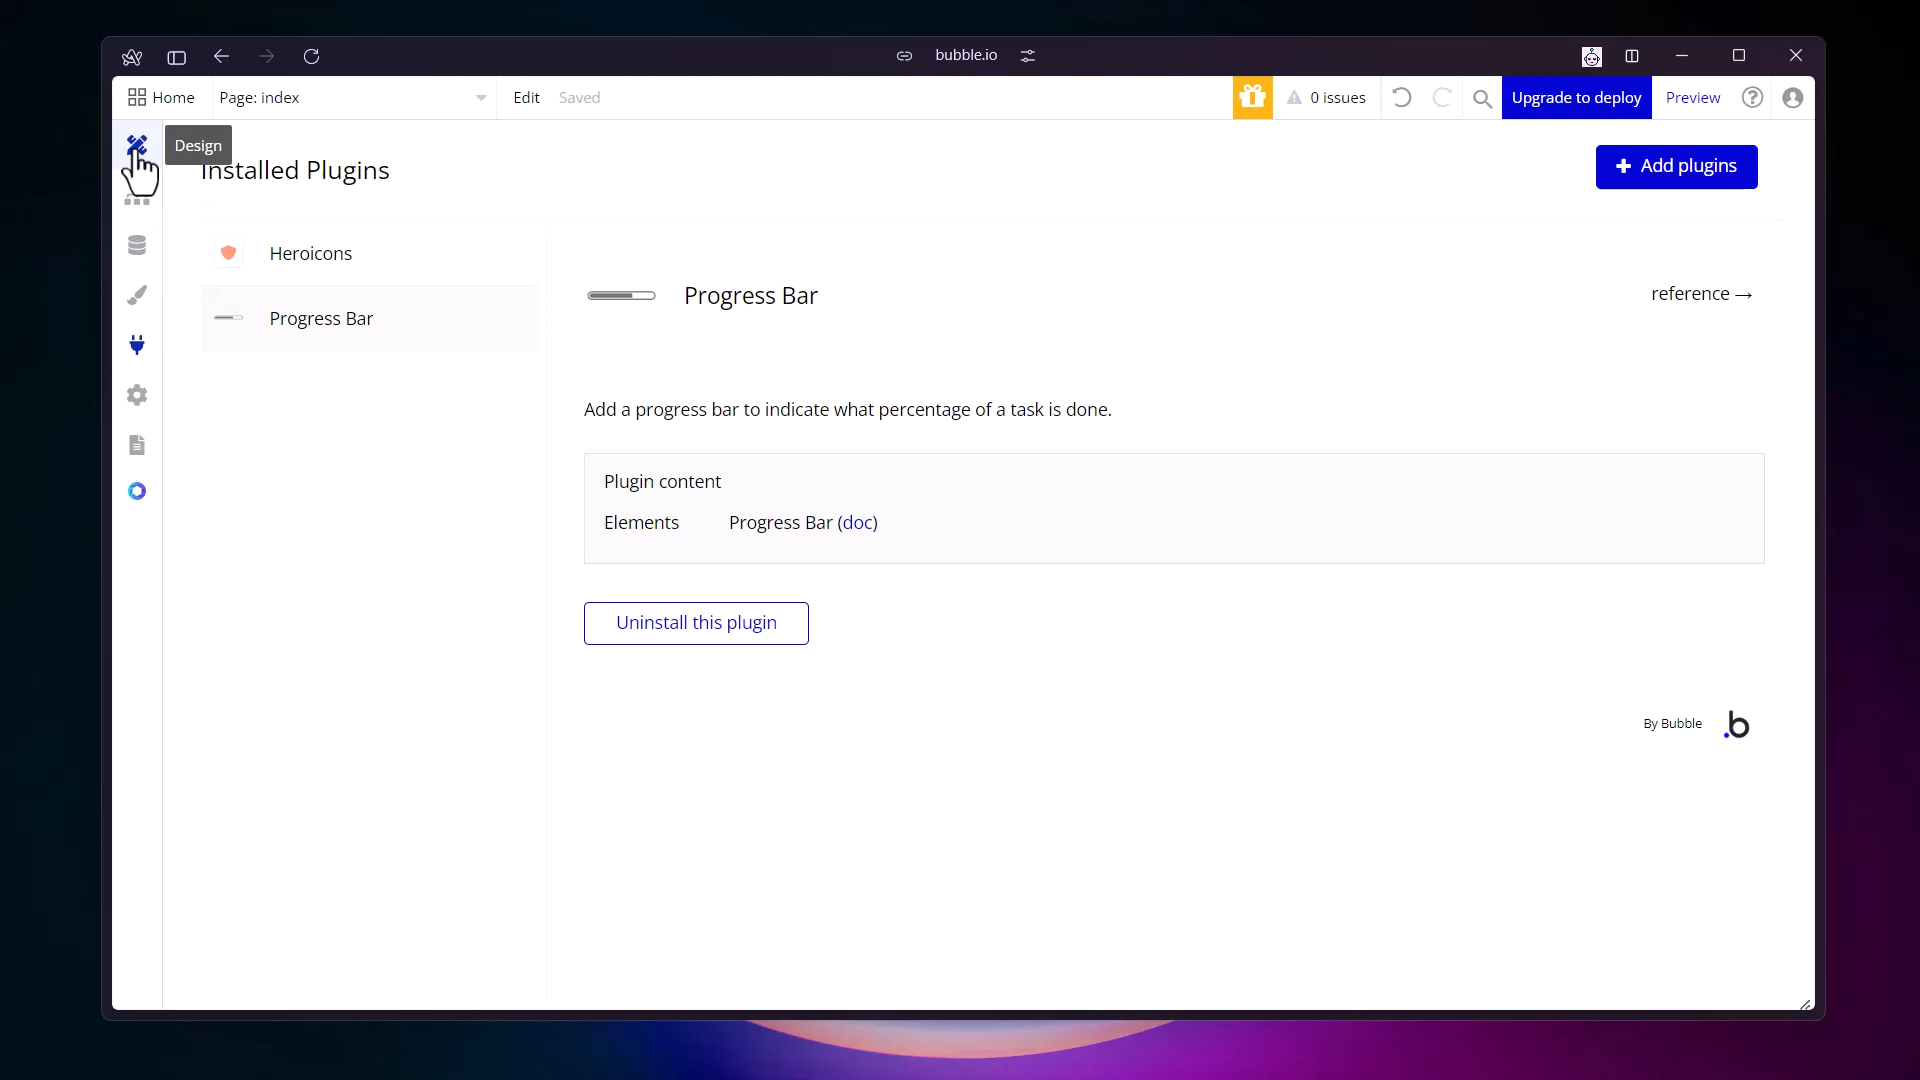 bubble.io
Home
Page: index
Edit
Saved
0 issues
Upgrade to deploy
Preview
Design
Installed Plugins
Add plugins
Heroicons
Progress Bar
Progress Bar
reference →
Add a progress bar to indicate what percentage of a task is done.
Plugin content
Elements
Progress Bar (doc)
Uninstall this plugin
By Bubble
.b